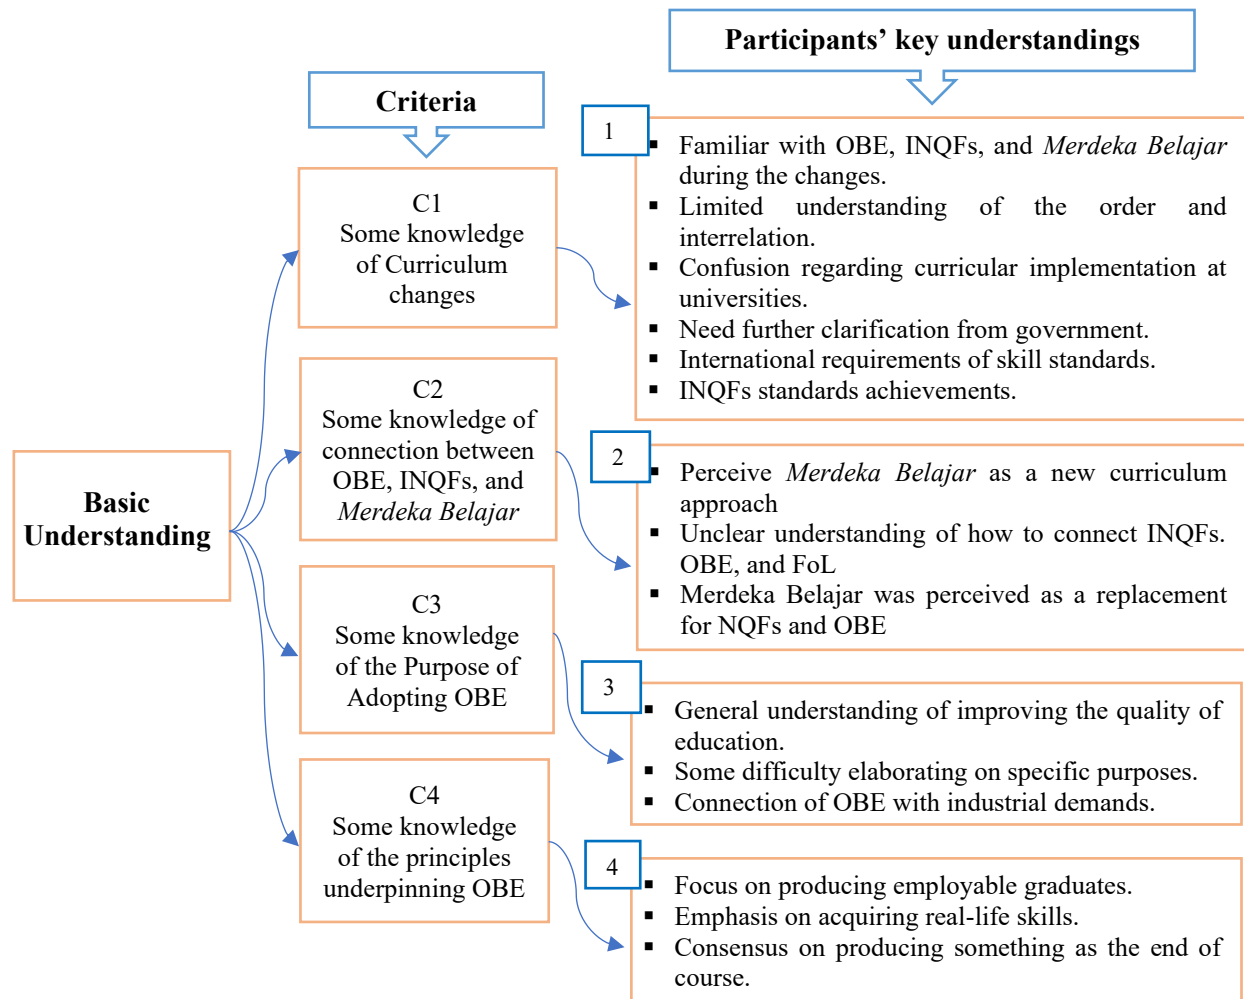 Participants’ key understandings
Criteria
Basic
Understanding
C1
Some knowledge
of Curriculum
changes
1
▪ Familiar with OBE, INQFs, and Merdeka Belajar
during the changes.
▪ Limited understanding of the order and
interrelation.
▪ Confusion regarding curricular implementation at
universities.
▪ Need further clarification from government.
▪ International requirements of skill standards.
▪ INQFs standards achievements.
C2
Some knowledge of
connection between
OBE, INQFs, and
Merdeka Belajar
2
▪ Perceive Merdeka Belajar as a new curriculum
approach
▪ Unclear understanding of how to connect INQFs.
OBE, and FoL
▪ Merdeka Belajar was perceived as a replacement
for NQFs and OBE
C3
Some knowledge
of the Purpose of
Adopting OBE
3
▪ General understanding of improving the quality of
education.
▪ Some difficulty elaborating on specific purposes.
▪ Connection of OBE with industrial demands.
C4
Some knowledge
of the principles
underpinning OBE
4
▪ Focus on producing employable graduates.
▪ Emphasis on acquiring real-life skills.
▪ Consensus on producing something as the end of
course.